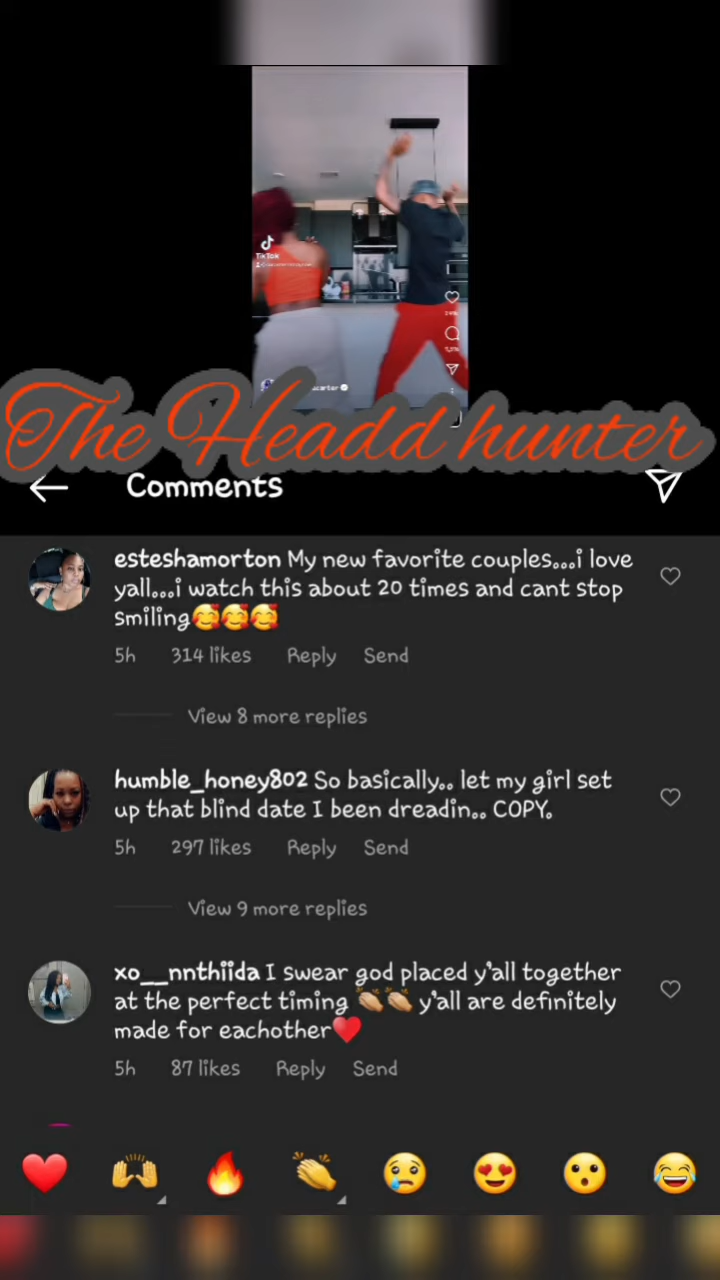 TikTok
carter
The Headd hunter
Comments
esteshamorton My new favorite couples...i love
yall...i watch this about 20 times and cant stop
smiling🥰🥰🥰
5h 314 likes Reply Send
View 8 more replies
humble_honey802 So basically.. let my girl set
up that blind date I been dreadin.. COPY.
5h 297 likes Reply Send
View 9 more replies
xo__nnthiida I swear god placed y'all together
at the perfect timing 👏👏 y'all are definitely
made for eachother❤️
5h 87 likes Reply Send